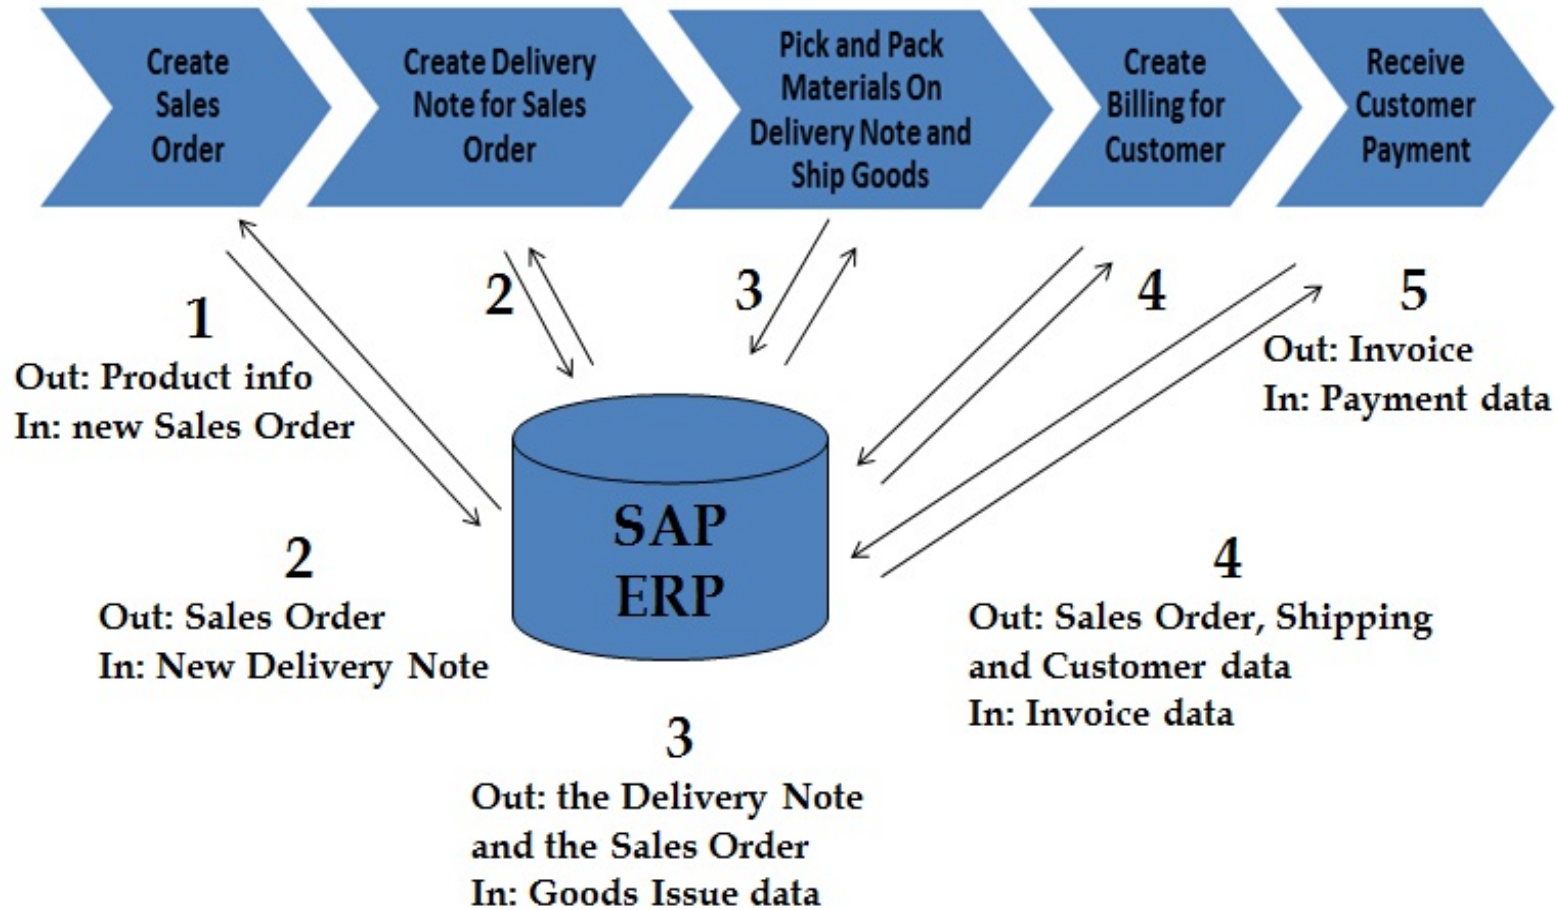 Create
Sales
Order
Create Delivery
Note for Sales
Order
Pick and Pack
Materials On
Delivery Note and
Ship Goods
Create
Billing for
Customer
Receive
Customer
Payment
1
Out: Product info
In: new Sales Order
2
3
4
5
Out: Invoice
In: Payment data
SAP
ERP
2
Out: Sales Order
In: New Delivery Note
4
Out: Sales Order, Shipping
and Customer data
In: Invoice data
3
Out: the Delivery Note
and the Sales Order
In: Goods Issue data